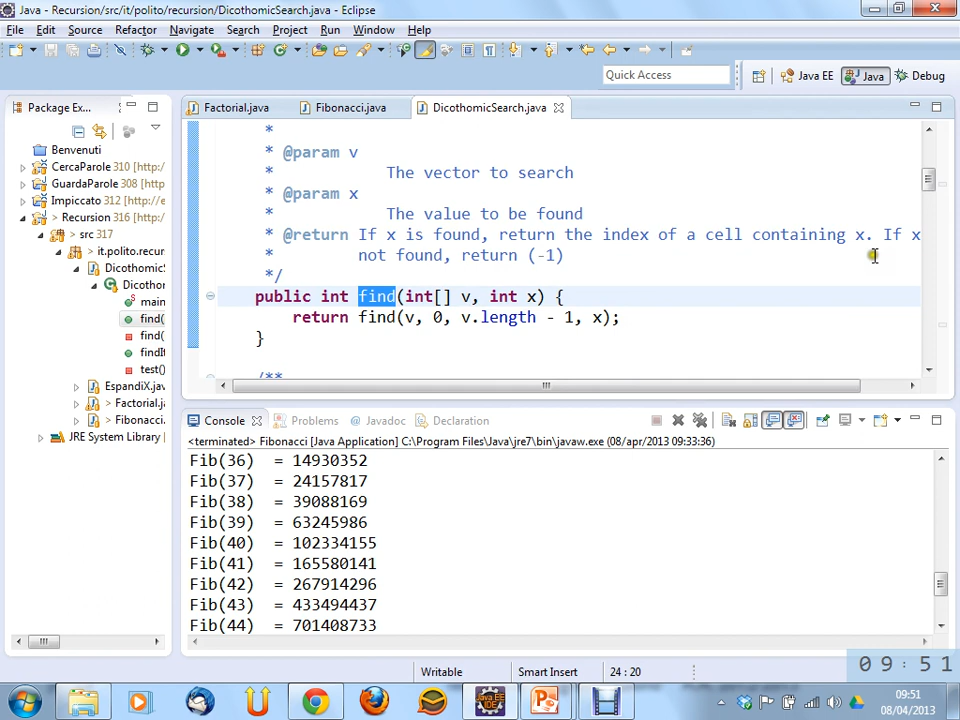 Java - Recursion/src/it/polito/recursion/DicothomicSearch.java - Eclipse
File Edit Source Refactor Navigate Search Project Run Window Help
Quick Access
Java EE
Java
Debug
Package Ex...
Factorial.java
Fibonacci.java
DicothomicSearch.java
Benvenuti
CercaParole 310 [http:/
GuardaParole 308 [http
Impiccato 312 [http://e
> Recursion 316 [http:/
> src 317
> it.polito.recur
Dicothomic
Dicothor
main
find(
find(
findIt
test()
EspandiX.jav
> Factorial.ja
> Fibonacci.
JRE System Library [
*
* @param v
* The vector to search
* @param x
* The value to be found
* @return If x is found, return the index of a cell containing x. If x
* not found, return (-1)
*/
public int find(int[] v, int x) {
return find(v, 0, v.length - 1, x);
}
/**
Console
Problems
@ Javadoc
Declaration
<terminated> Fibonacci [Java Application] C:\Program Files\Java\jre7\bin\javaw.exe (08/apr/2013 09:33:36)
Fib(36) = 14930352
Fib(37) = 24157817
Fib(38) = 39088169
Fib(39) = 63245986
Fib(40) = 102334155
Fib(41) = 165580141
Fib(42) = 267914296
Fib(43) = 433494437
Fib(44) = 701408733
Writable
Smart Insert
24 : 20
09:51
09:51
08/04/2013